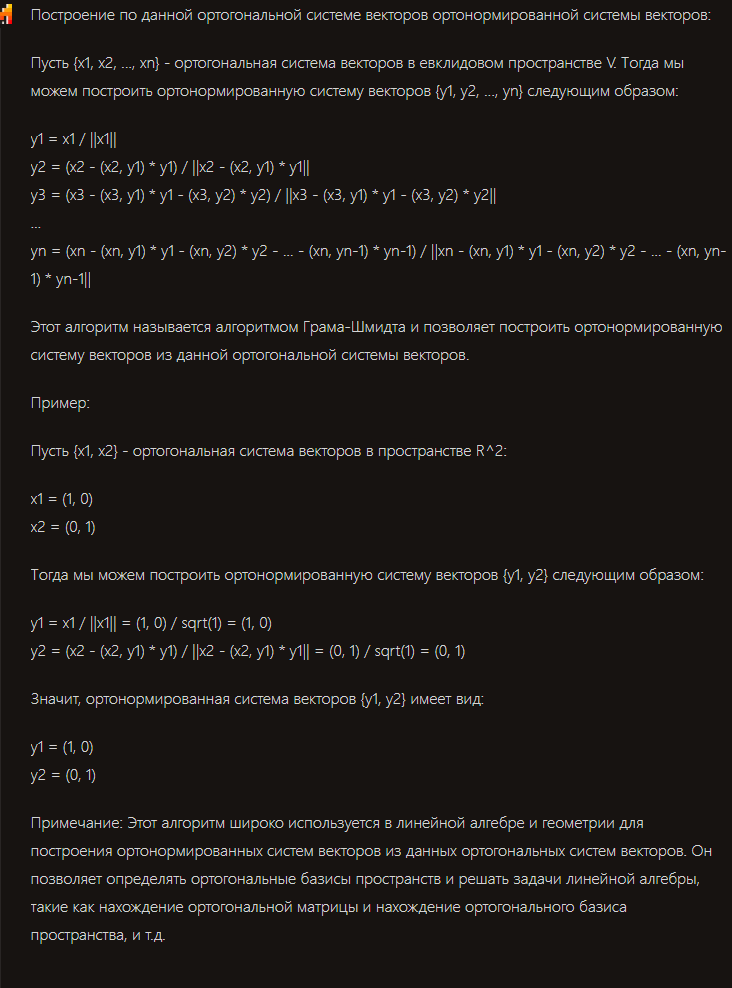 Построение по данной ортогональной системе векторов ортонормированной системы векторов:
Пусть {x1, x2, ..., xn} - ортогональная система векторов в евклидовом пространстве V. Тогда мы
можем построить ортонормированную систему векторов {y1, y2, ..., yn} следующим образом:
y1 = x1 / ||x1||
y2 = (x2 - (x2, y1) * y1) / ||x2 - (x2, y1) * y1||
y3 = (x3 - (x3, y1) * y1 - (x3, y2) * y2) / ||x3 - (x3, y1) * y1 - (x3, y2) * y2||
...
yn = (xn - (xn, y1) * y1 - (xn, y2) * y2 - ... - (xn, yn-1) * yn-1) / ||xn - (xn, y1) * y1 - (xn, y2) * y2 - ... - (xn, yn-
1) * yn-1||
Этот алгоритм называется алгоритмом Грама-Шмидта и позволяет построить ортонормированную
систему векторов из данной ортогональной системы векторов.
Пример:
Пусть {x1, x2} - ортогональная система векторов в пространстве R^2:
x1 = (1, 0)
x2 = (0, 1)
Тогда мы можем построить ортонормированную систему векторов {y1, y2} следующим образом:
y1 = x1 / ||x1|| = (1, 0) / sqrt(1) = (1, 0)
y2 = (x2 - (x2, y1) * y1) / ||x2 - (x2, y1) * y1|| = (0, 1) / sqrt(1) = (0, 1)
Значит, ортонормированная система векторов {y1, y2} имеет вид:
y1 = (1, 0)
y2 = (0, 1)
Примечание: Этот алгоритм широко используется в линейной алгебре и геометрии для
построения ортонормированных систем векторов из данных ортогональных систем векторов. Он
позволяет определять ортогональные базисы пространств и решать задачи линейной алгебры,
такие как нахождение ортогональной матрицы и нахождение ортогонального базиса
пространства, и т.д.